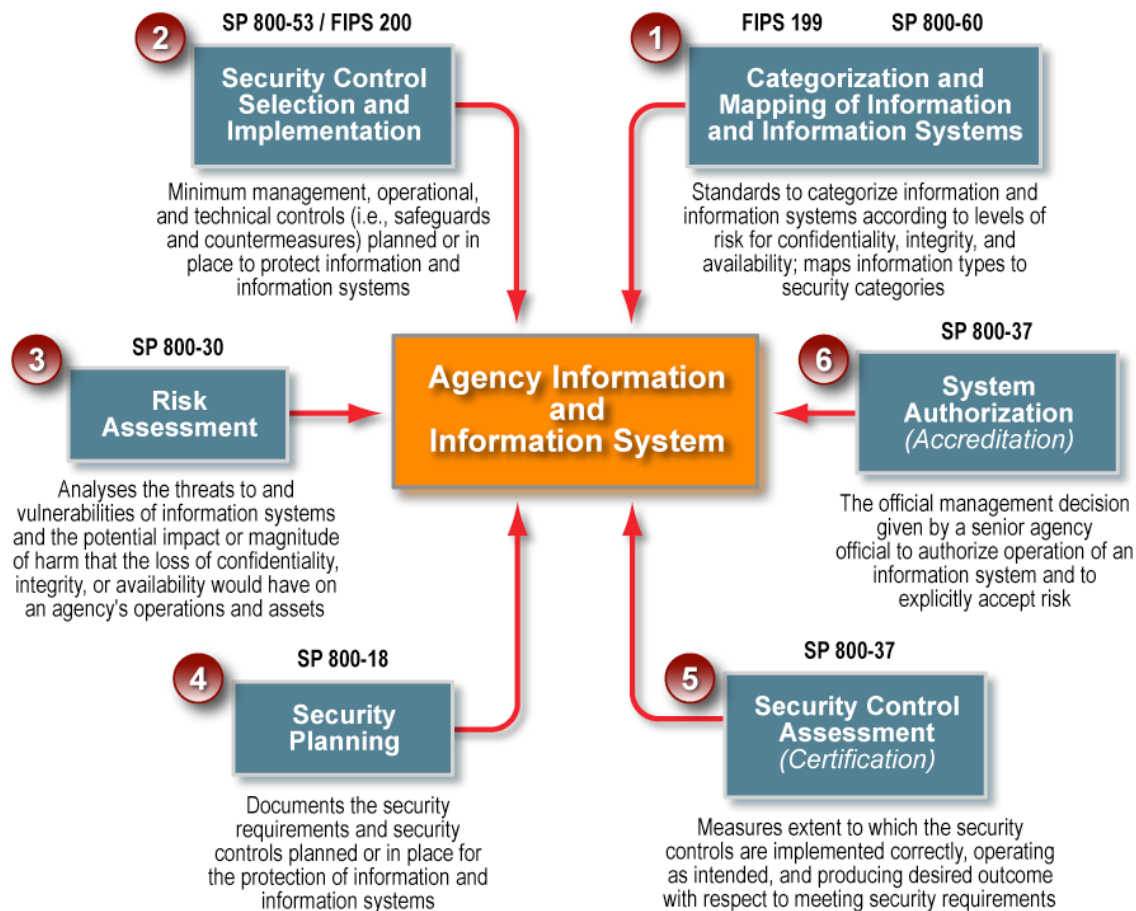 FIPS 199 SP 800-60
1
Categorization and
Mapping of Information
and Information Systems
Standards to categorize information and
information systems according to levels of
risk for confidentiality, integrity, and
availability; maps information types to
security categories
SP 800-53 / FIPS 200
2
Security Control
Selection and
Implementation
Minimum management, operational,
and technical controls (i.e., safeguards
and countermeasures) planned or in
place to protect information and
information systems
SP 800-30
3
Risk
Assessment
Analyses the threats to and
vulnerabilities of information systems
and the potential impact or magnitude
of harm that the loss of confidentiality,
integrity, or availability would have on
an agency's operations and assets
Agency Information
and
Information System
SP 800-18
4
Security
Planning
Documents the security
requirements and security
controls planned or in place for
the protection of information and
information systems
SP 800-37
5
Security Control
Assessment
(Certification)
Measures extent to which the security
controls are implemented correctly, operating
as intended, and producing desired outcome
with respect to meeting security requirements
SP 800-37
6
System
Authorization
(Accreditation)
The official management decision
given by a senior agency
official to authorize operation of an
information system and to
explicitly accept risk